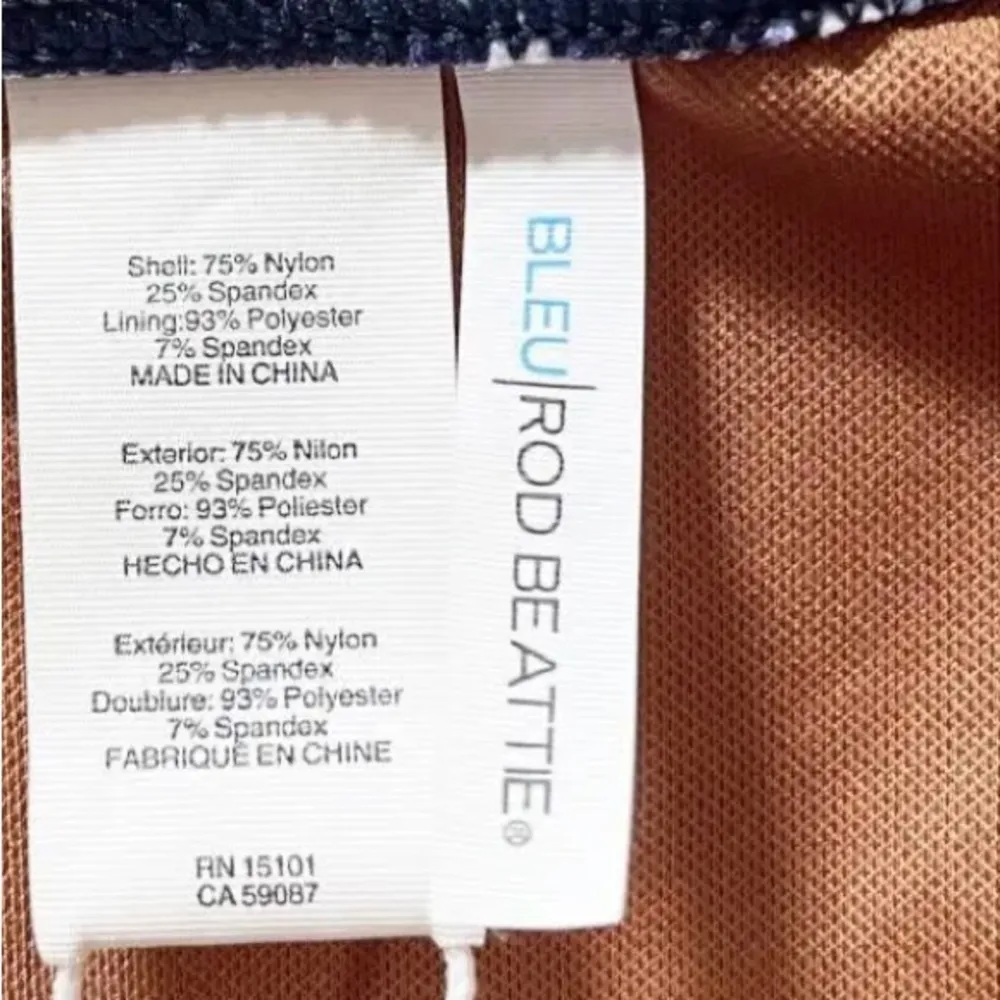 Shell: 75% Nylon
25% Spandex
Lining:93% Polyester
7% Spandex
MADE IN CHINA
Exterior: 75% Nilon
25% Spandex
Forro: 93% Poliester
7% Spandex
HECHO EN CHINA
Extérieur: 75% Nylon
25% Spandex
Doublure: 93% Polyester
7% Spandex
FABRIQUÉ EN CHINE
RN 15101
CA 59087
BLEU|ROD BEATTIE®